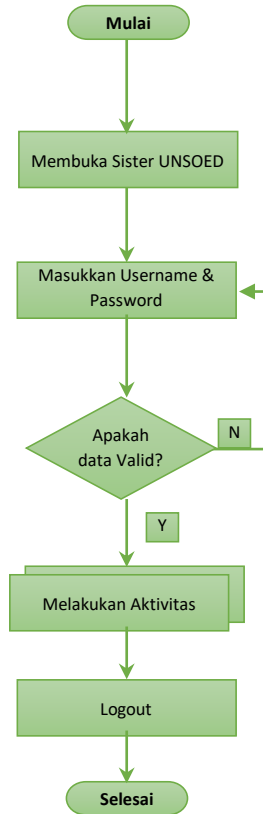 Mulai
Membuka Sister UNSOED
Masukkan Username &
Password
Apakah
data Valid?
N
Y
Melakukan Aktivitas
Logout
Selesai